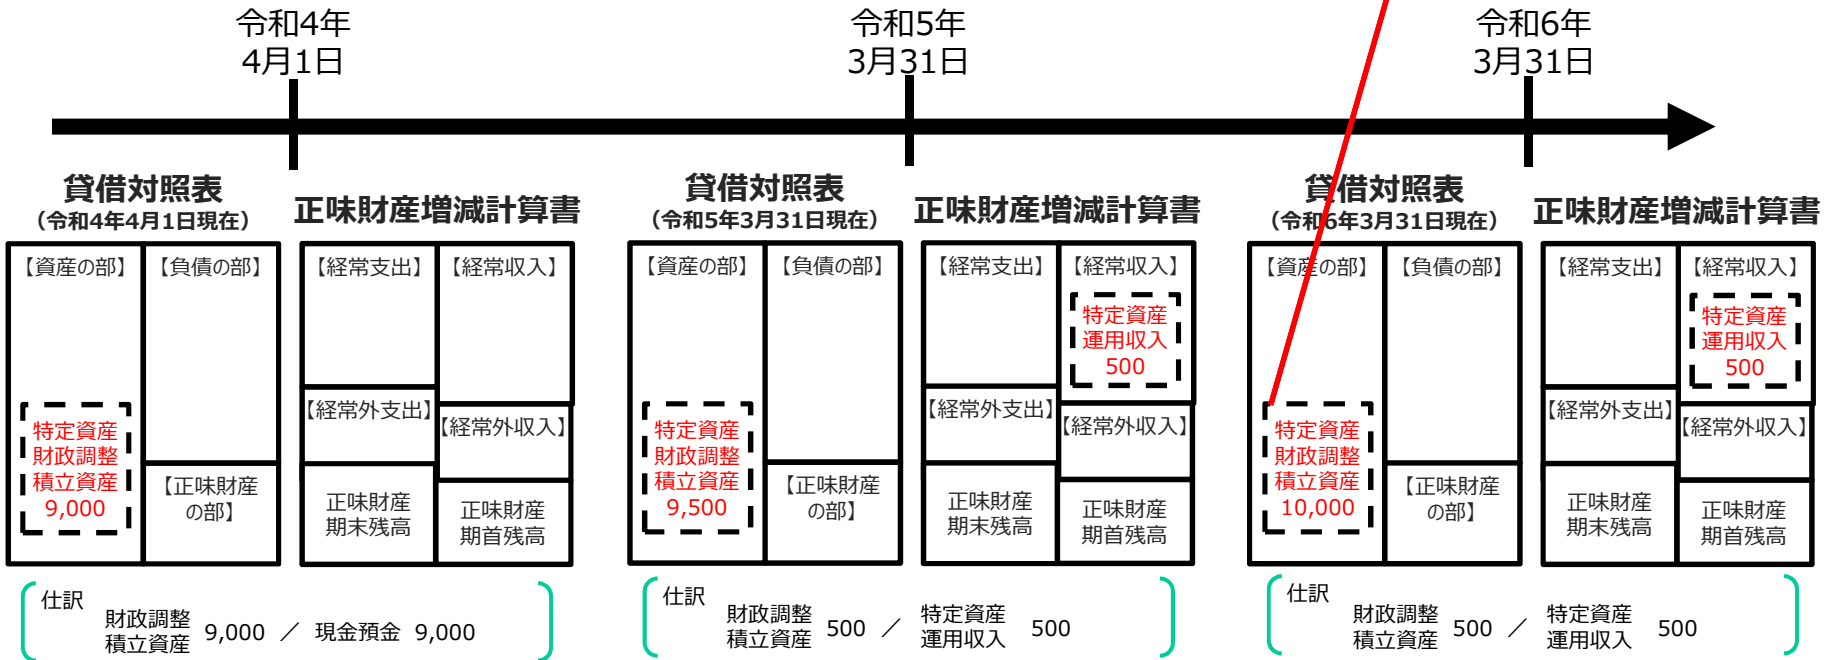 令和4年
4月1日
令和5年
3月31日
令和6年
3月31日
貸借対照表
（令和4年4月1日現在）
正味財産増減計算書
【資産の部】
【負債の部】
特定資産
財政調整
積立資産
9,000
【正味財産
の部】
【経常支出】
【経常収入】
【経常外支出】
【経常外収入】
正味財産
期末残高
正味財産
期首残高
仕訳
財政調整
積立資産 9,000 ／ 現金預金 9,000
貸借対照表
（令和5年3月31日現在）
正味財産増減計算書
【資産の部】
【負債の部】
特定資産
財政調整
積立資産
9,500
【正味財産
の部】
【経常支出】
【経常収入】
特定資産
運用収入
500
【経常外支出】
【経常外収入】
正味財産
期末残高
正味財産
期首残高
仕訳
財政調整
積立資産 500 ／ 特定資産
運用収入 500
貸借対照表
（令和6年3月31日現在）
正味財産増減計算書
【資産の部】
【負債の部】
特定資産
財政調整
積立資産
10,000
【正味財産
の部】
【経常支出】
【経常収入】
特定資産
運用収入
500
【経常外支出】
【経常外収入】
正味財産
期末残高
正味財産
期首残高
仕訳
財政調整
積立資産 500 ／ 特定資産
運用収入 500